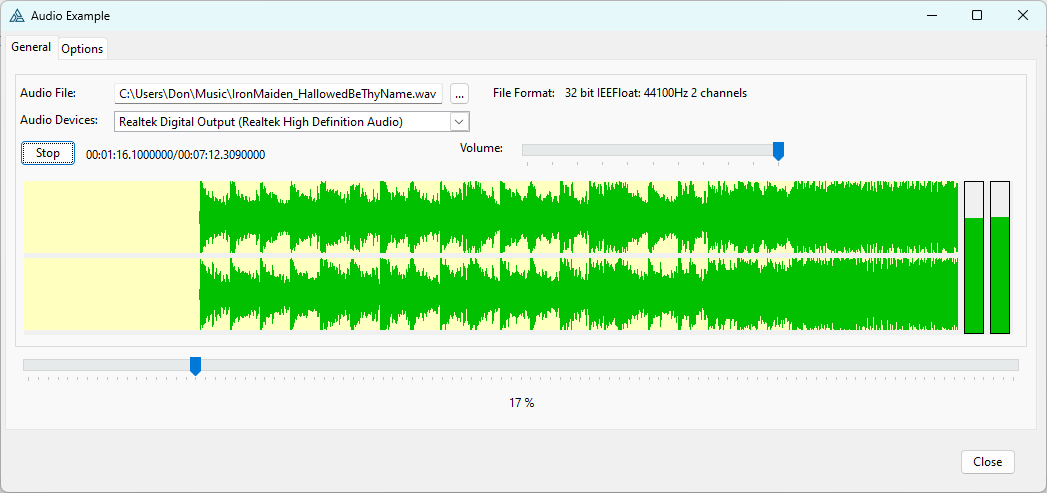 Audio Example
General Options
Audio File: C:\Users\Don\Music\IronMaiden_HallowedBeThyName.wav ... File Format: 32 bit IEEFloat: 44100Hz 2 channels
Audio Devices: Realtek Digital Output (Realtek High Definition Audio)
Stop 00:01:16.1000000/00:07:12.3090000 Volume:
17 %
Close